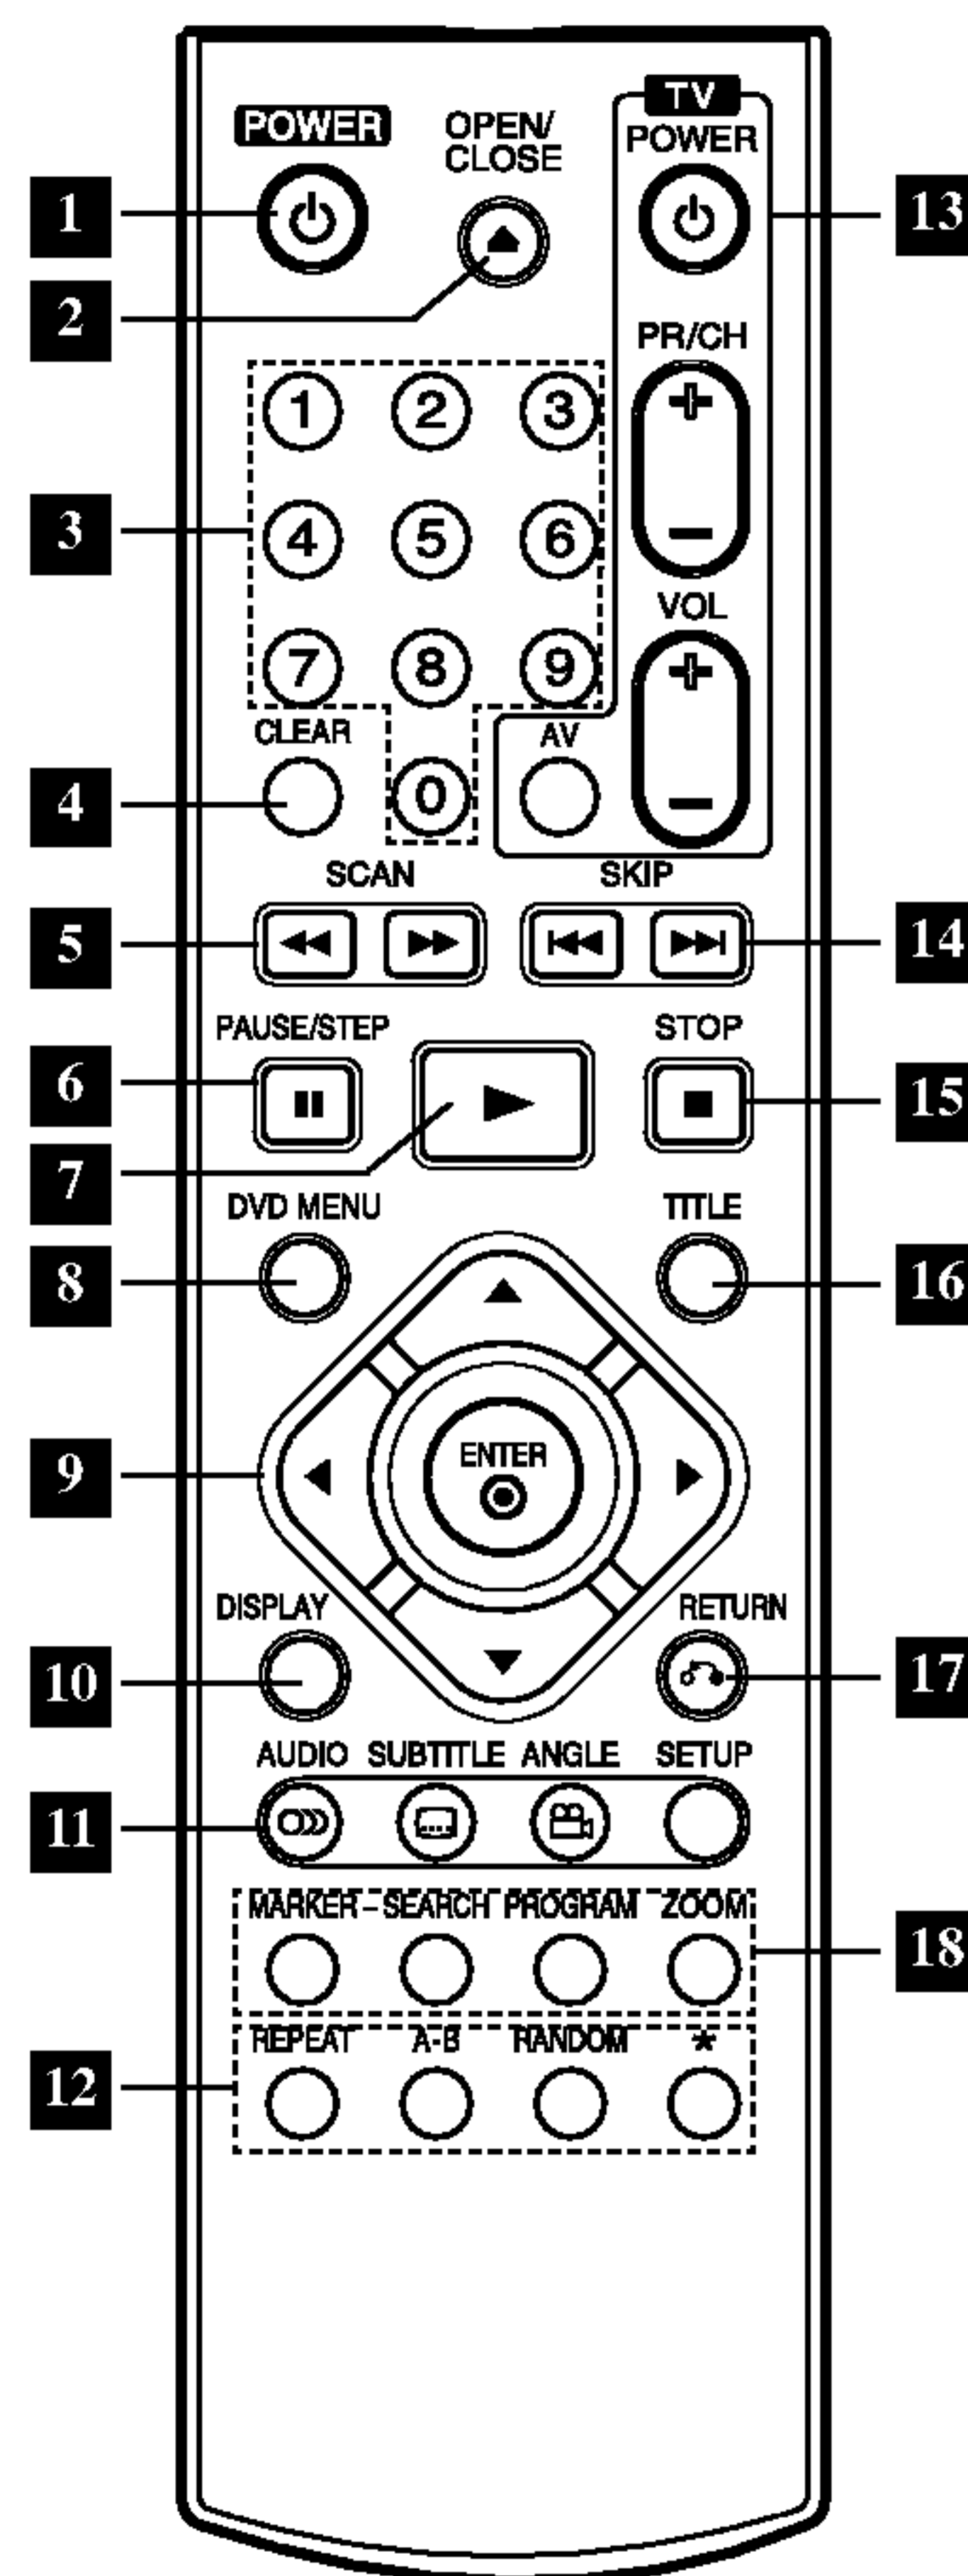 TV
POWER
OPEN/
CLOSE
POWER
1
13
2
PR/CH
1 2 3
3
4 5 6
VOL
7 8 9
CLEAR
AV
4
0
SCAN
SKIP
5
14
PAUSE/STEP
STOP
6
15
7
DVD MENU
TITLE
8
16
9
ENTER
DISPLAY
RETURN
10
17
AUDIO SUBTITLE ANGLE SETUP
11
MARKER - SEARCH PROGRAM ZOOM
18
REPEAT A-B RANDOM *
12